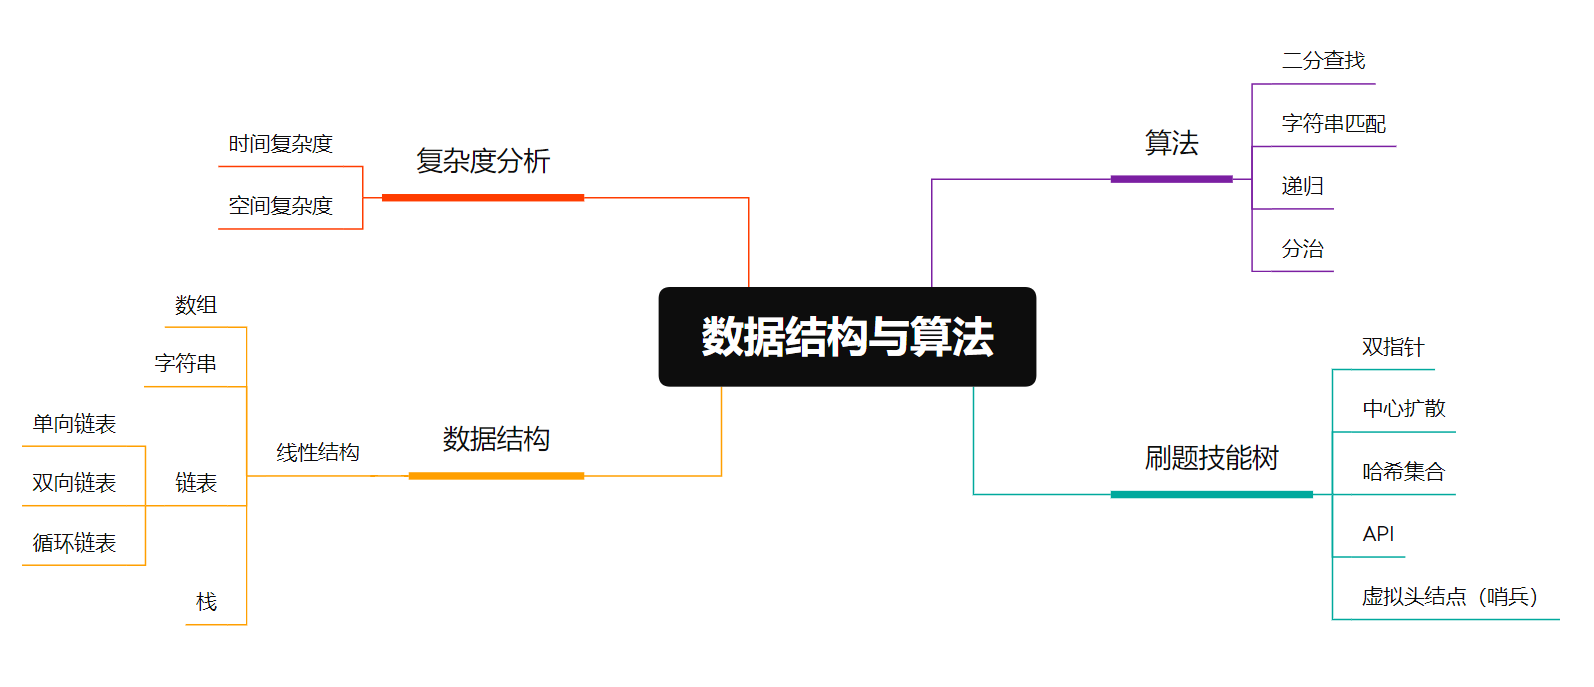 数据结构与算法
复杂度分析
时间复杂度
空间复杂度
数据结构
线性结构
数组
字符串
链表
单向链表
双向链表
循环链表
栈
算法
二分查找
字符串匹配
递归
分治
刷题技能树
双指针
中心扩散
哈希集合
API
虚拟头结点（哨兵）